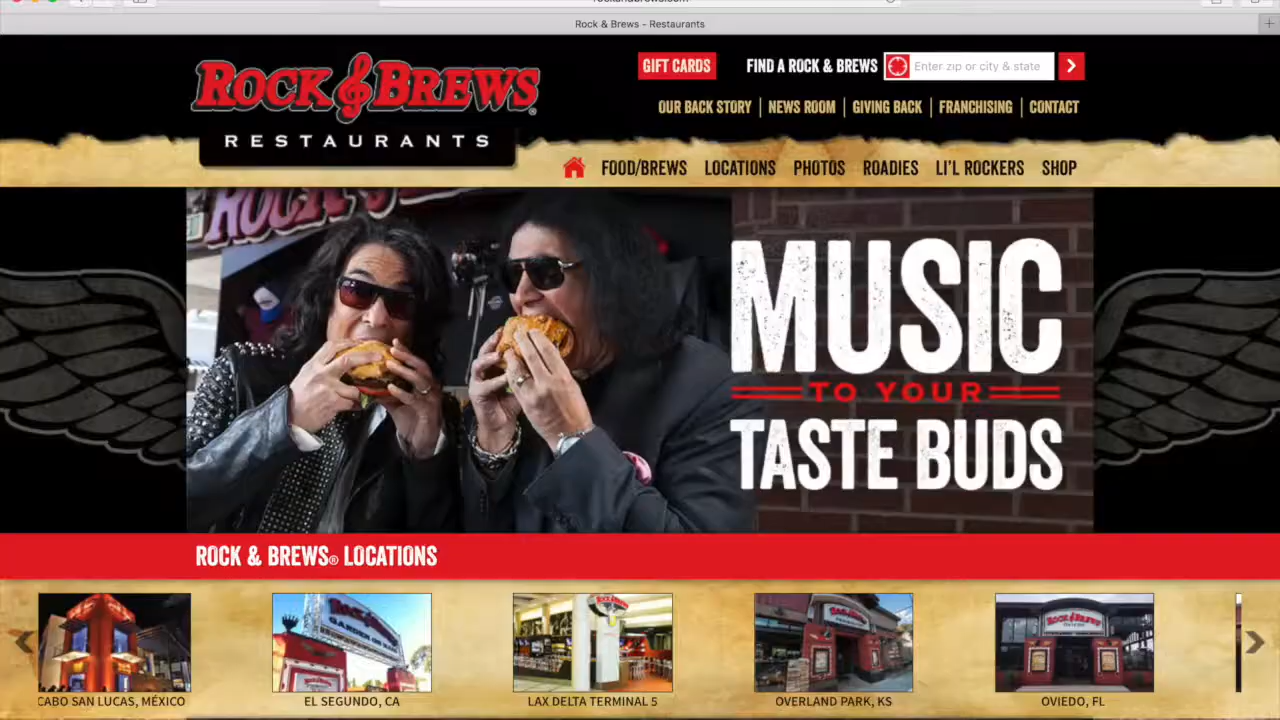 Rock & Brews - Restaurants
ROCK & BREWS®
RESTAURANTS
GIFT CARDS
FIND A ROCK & BREWS
Enter zip or city & state
OUR BACK STORY | NEWS ROOM | GIVING BACK | FRANCHISING | CONTACT
FOOD/BREWS LOCATIONS PHOTOS ROADIES LI'L ROCKERS SHOP
MUSIC
TO YOUR
TASTE BUDS
ROCK & BREWS® LOCATIONS
CABO SAN LUCAS, MÉXICO
EL SEGUNDO, CA
LAX DELTA TERMINAL 5
OVERLAND PARK, KS
OVIEDO, FL